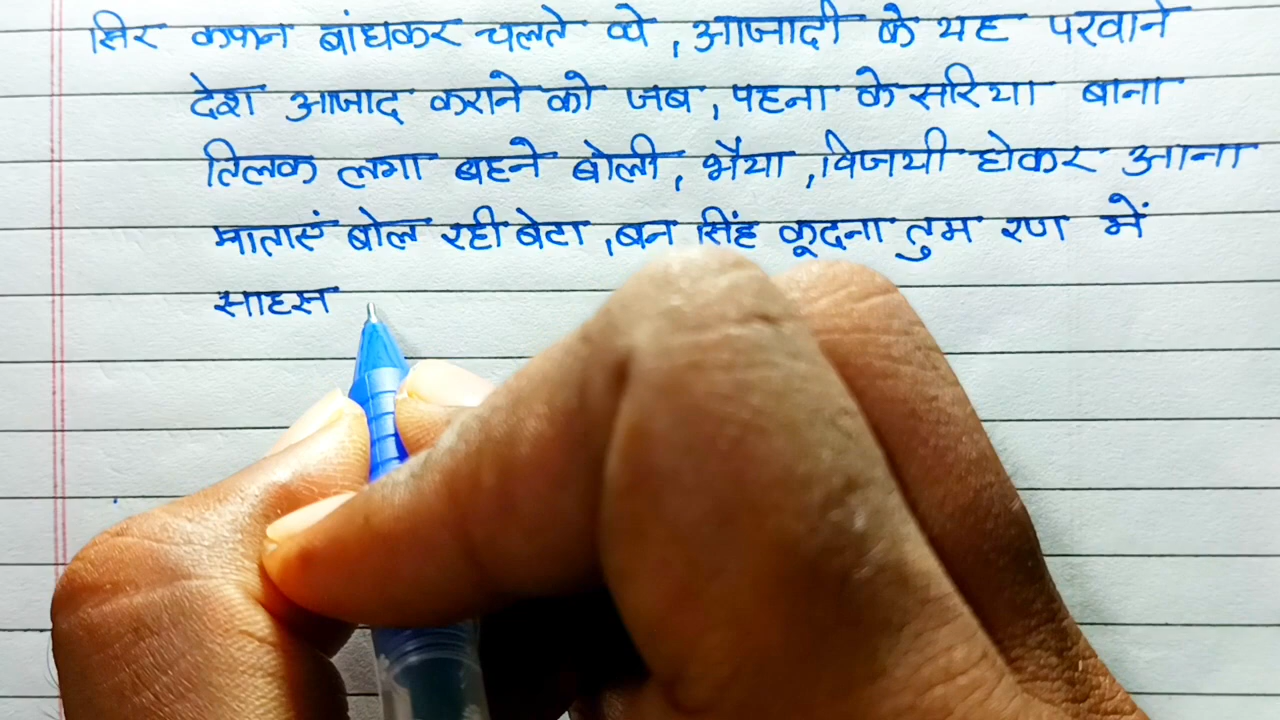 सिर कफन बांधकर चलते थे, आजादी के यह परवाने
देश आजाद कराने को जब, पहना केसरिया बाना
तिलक लगा बहने बोली, भैया, विजयी होकर आना
माताएं बोल रही बेटा, बन सिंह कूदना तुम रण में
साहस